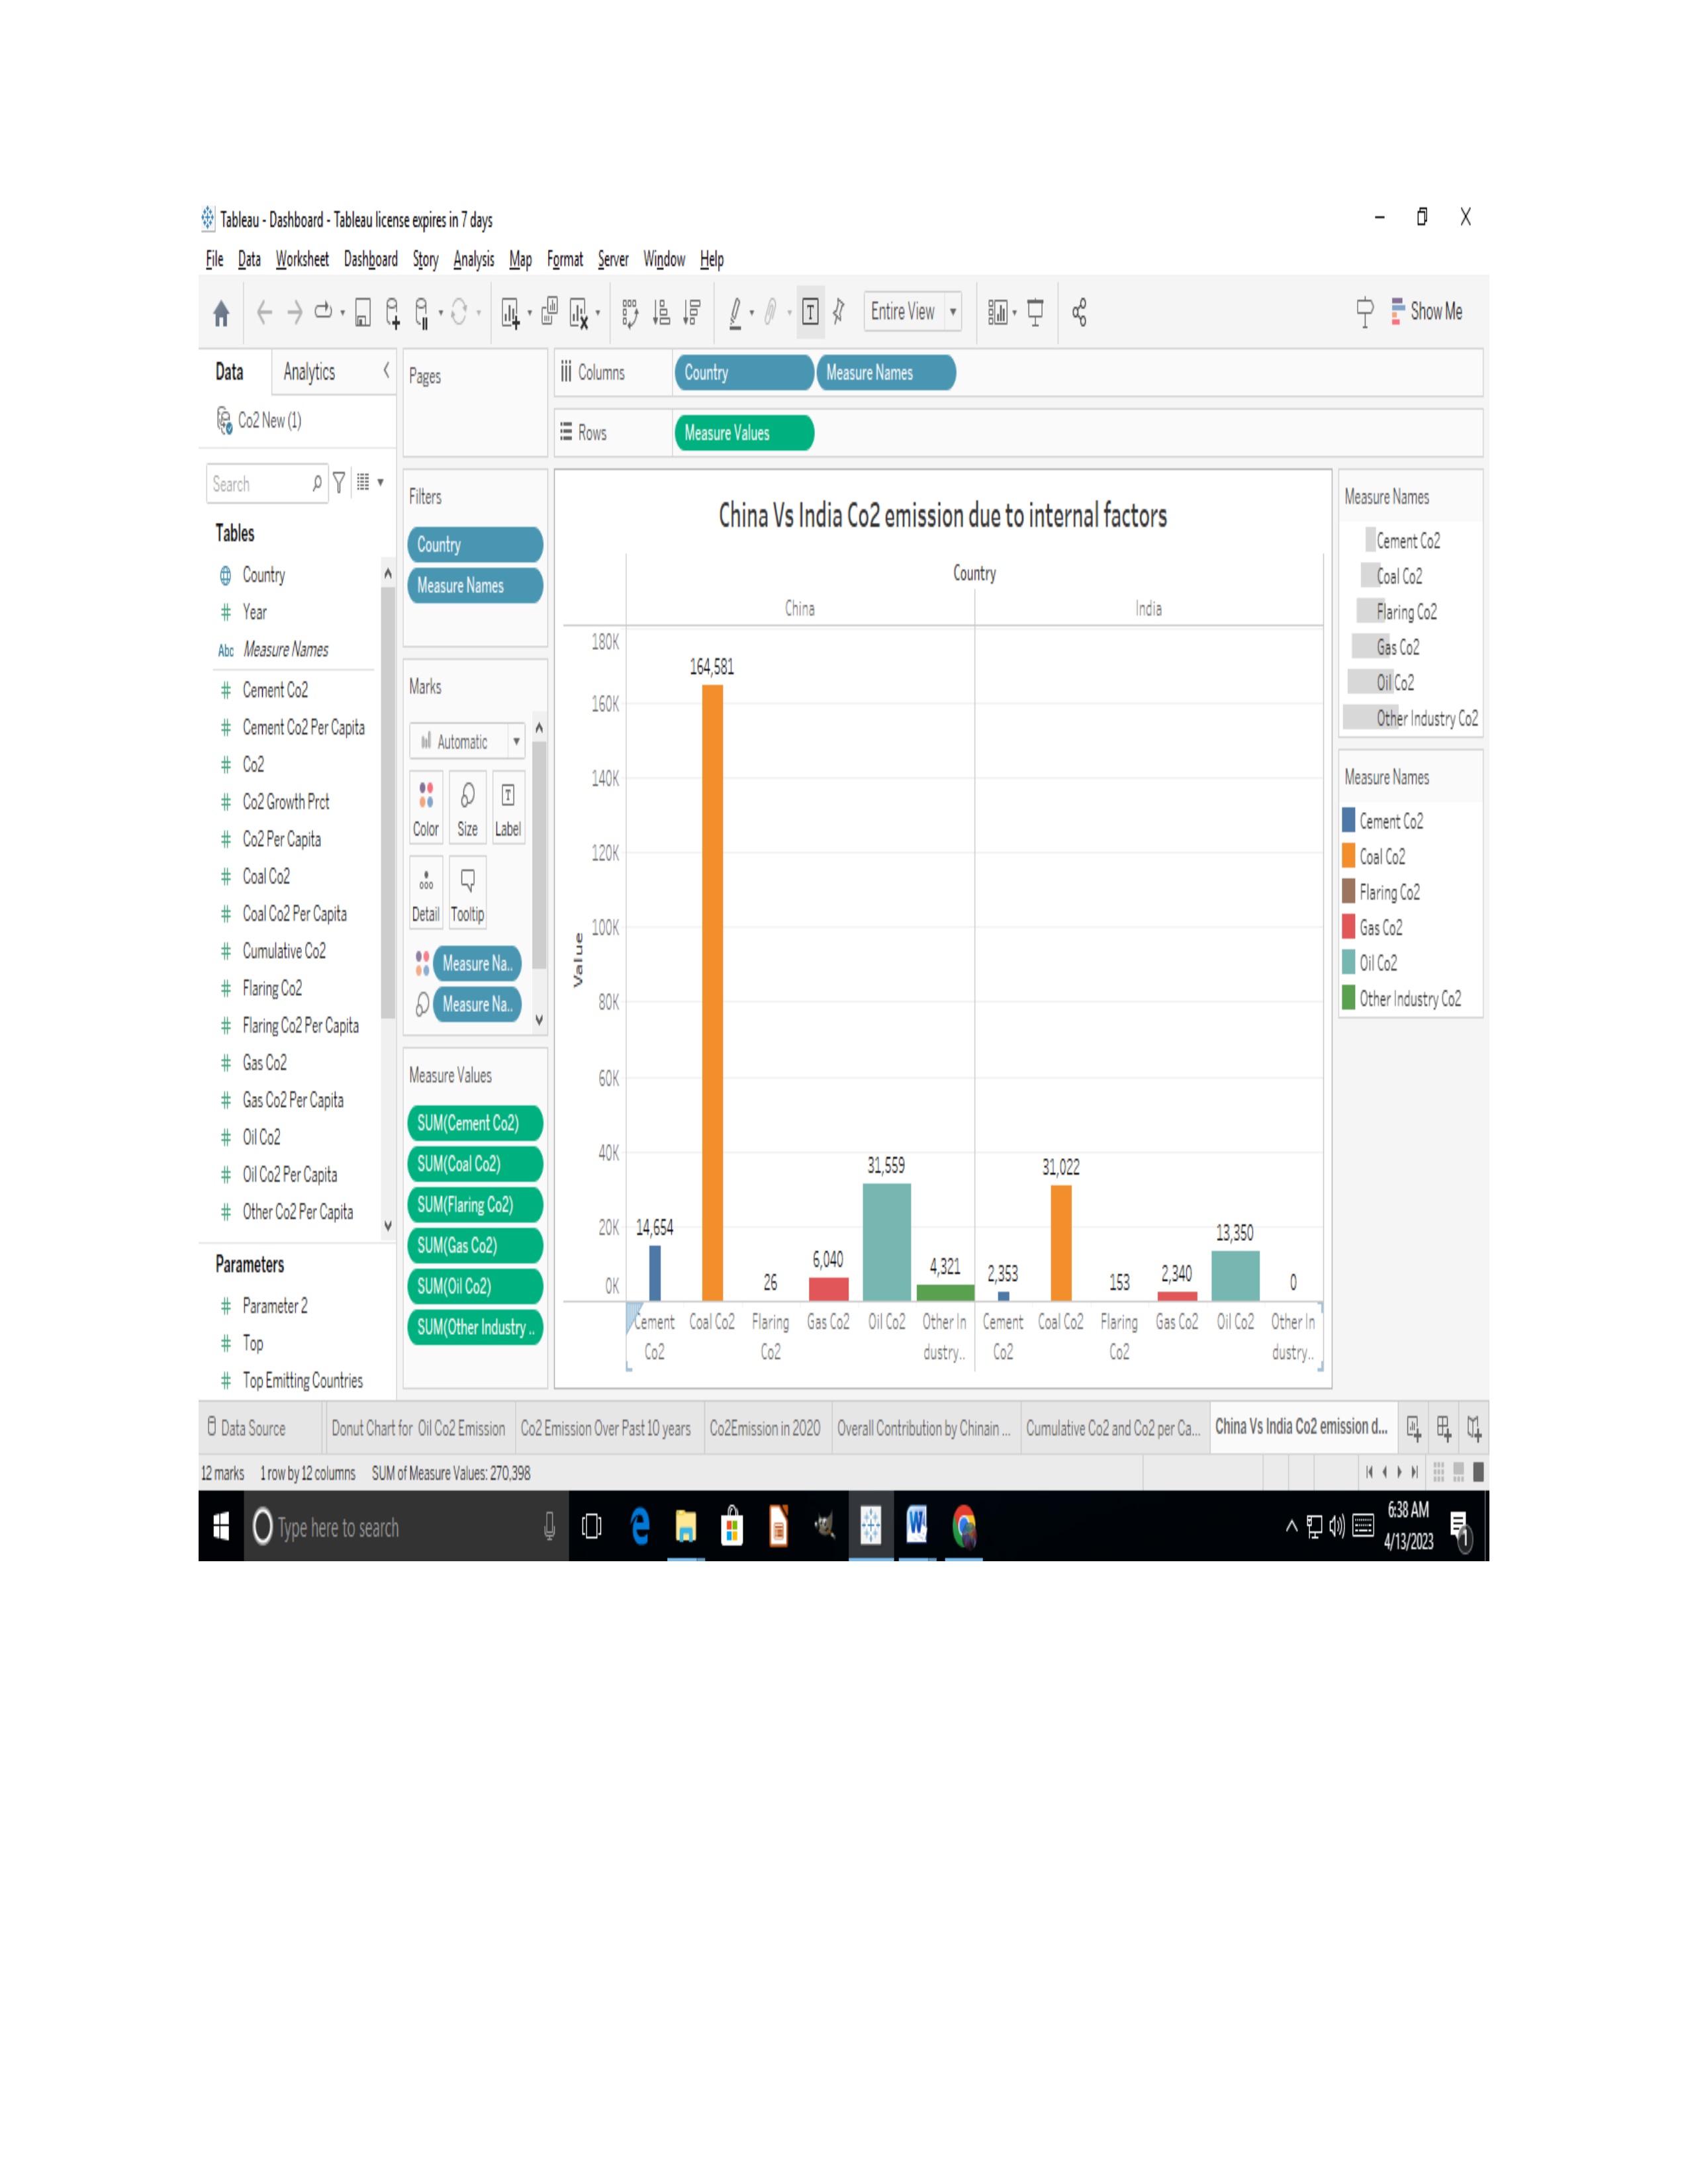 Tableau - Dashboard - Tableau license expires in 7 days
File Data Worksheet Dashboard Story Analysis Map Format Server Window Help
Entire View
Show Me
Data Analytics
Co2 New (1)
Search
Tables
Country
Year
Abc Measure Names
Cement Co2
Cement Co2 Per Capita
Co2
Co2 Growth Prct
Co2 Per Capita
Coal Co2
Coal Co2 Per Capita
Cumulative Co2
Flaring Co2
Flaring Co2 Per Capita
Gas Co2
Gas Co2 Per Capita
Oil Co2
Oil Co2 Per Capita
Other Co2 Per Capita
Parameters
Parameter 2
Top
Top Emitting Countries
Pages
Filters
Country
Measure Names
Marks
Automatic
Color Size Label
Detail Tooltip
Measure Na..
Measure Na..
Measure Values
SUM(Cement Co2)
SUM(Coal Co2)
SUM(Flaring Co2)
SUM(Gas Co2)
SUM(Oil Co2)
SUM(Other Industry ..
Columns Country Measure Names
Rows Measure Values
China Vs India Co2 emission due to internal factors
Country
China India
Value
180K
160K
140K
120K
100K
80K
60K
40K
20K
0K
14,654
164,581
26
6,040
31,559
4,321
2,353
31,022
153
2,340
13,350
0
Cement Coal Co2 Flaring Gas Co2 Oil Co2 Other In Cement Coal Co2 Flaring Gas Co2 Oil Co2 Other In
Co2 Co2 dustry.. Co2 Co2 dustry..
Measure Names
Cement Co2
Coal Co2
Flaring Co2
Gas Co2
Oil Co2
Other Industry Co2
Measure Names
Cement Co2
Coal Co2
Flaring Co2
Gas Co2
Oil Co2
Other Industry Co2
Data Source Donut Chart for Oil Co2 Emission Co2 Emission Over Past 10 years Co2Emission in 2020 Overall Contribution by Chinain ... Cumulative Co2 and Co2 per Ca... China Vs India Co2 emission d...
12 marks 1 row by 12 columns SUM of Measure Values: 270,398
Type here to search
6:38 AM
4/13/2023
1